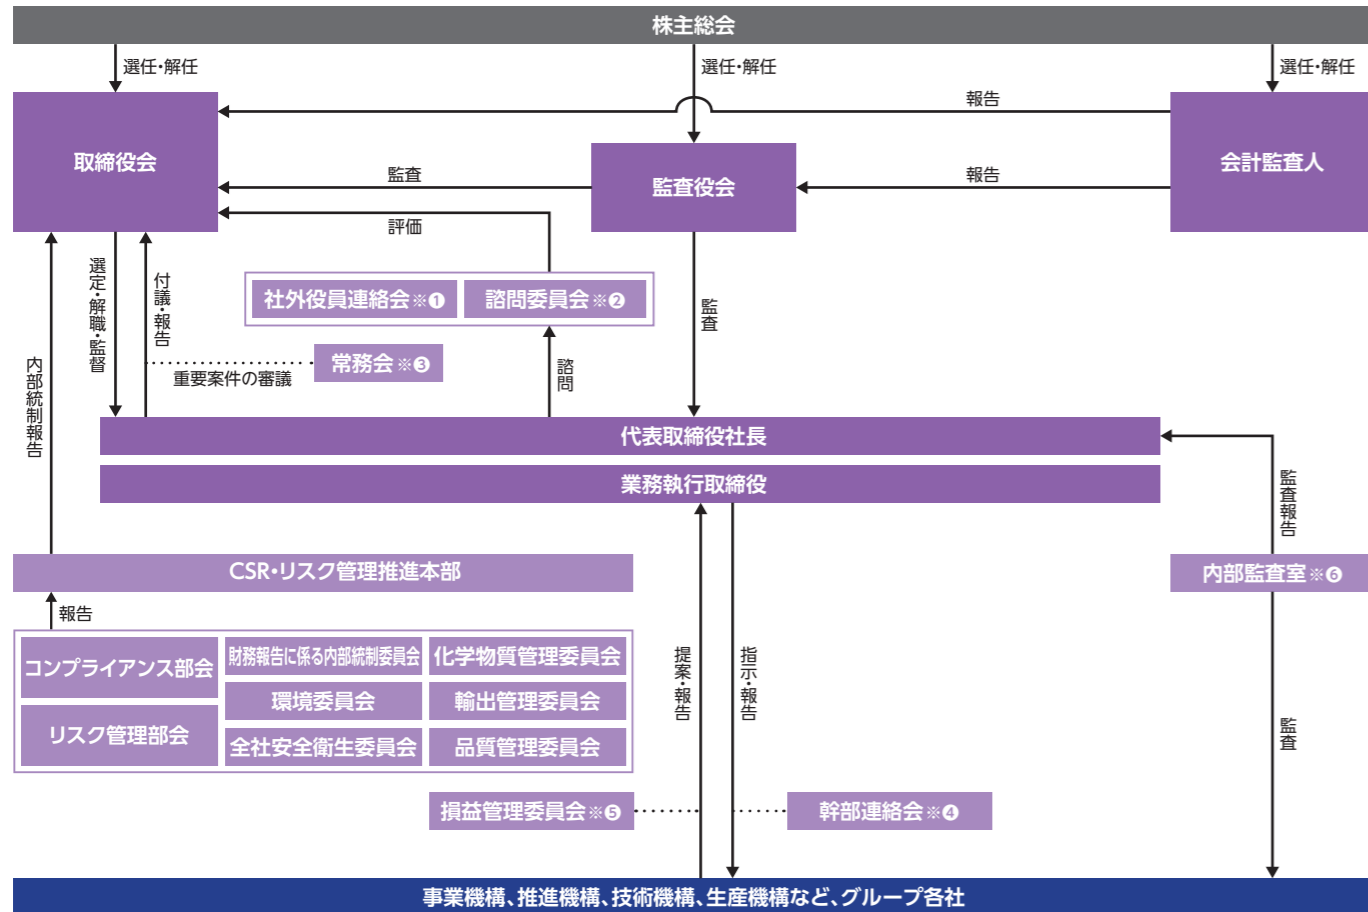 株主総会
選任・解任
選任・解任
選任・解任
取締役会
監査役会
会計監査人
報告
監査
報告
評価
選定・解職・監督
付議・報告
社外役員連絡会※❶
諮問委員会※❷
監査
常務会※❸
重要案件の審議
諮問
内部統制報告
代表取締役社長
業務執行取締役
監査報告
CSR・リスク管理推進本部
内部監査室※❻
報告
コンプライアンス部会
リスク管理部会
財務報告に係る内部統制委員会
化学物質管理委員会
環境委員会
輸出管理委員会
全社安全衛生委員会
品質管理委員会
提案・報告
指示・報告
監査
損益管理委員会※❺
幹部連絡会※❹
事業機構、推進機構、技術機構、生産機構など、グループ各社